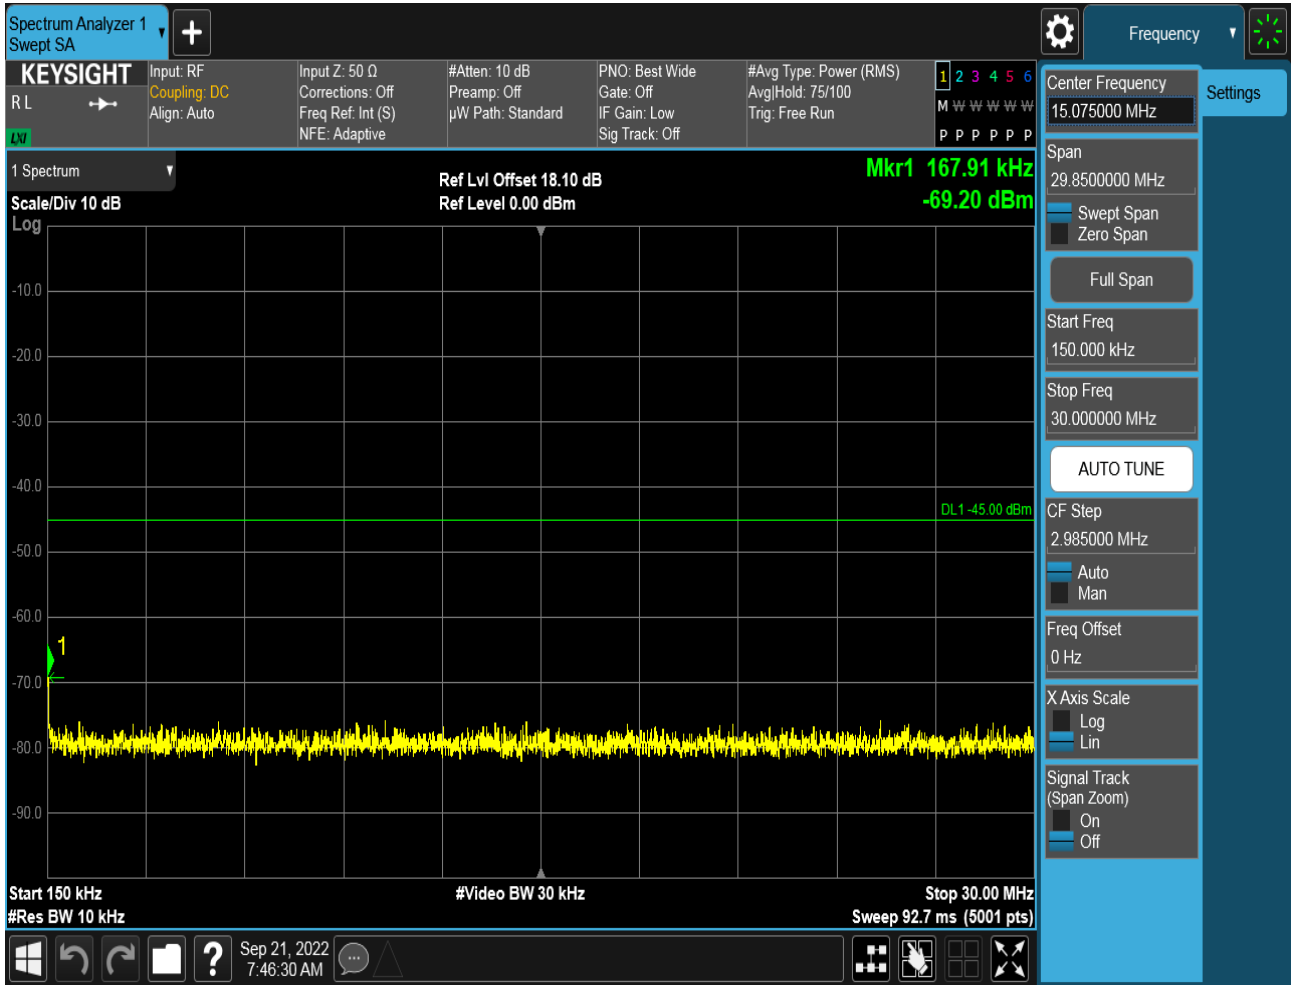 Spectrum Analyzer 1
Swept SA
+
Frequency
KEYSIGHT
R L
LXI
Input: RF
Coupling: DC
Align: Auto
Input Z: 50 Ω
Corrections: Off
Freq Ref: Int (S)
NFE: Adaptive
#Atten: 10 dB
Preamp: Off
µW Path: Standard
PNO: Best Wide
Gate: Off
IF Gain: Low
Sig Track: Off
#Avg Type: Power (RMS)
Avg|Hold: 75/100
Trig: Free Run
1 2 3 4 5 6
M W W W W W
P P P P P P
1 Spectrum
Scale/Div 10 dB
Log
Ref Lvl Offset 18.10 dB
Ref Level 0.00 dBm
Mkr1 167.91 kHz
-69.20 dBm
-10.0
-20.0
-30.0
-40.0
DL1 -45.00 dBm
-50.0
-60.0
1
-70.0
-80.0
-90.0
Start 150 kHz
#Res BW 10 kHz
#Video BW 30 kHz
Stop 30.00 MHz
Sweep 92.7 ms (5001 pts)
Center Frequency
15.075000 MHz
Settings
Span
29.8500000 MHz
Swept Span
Zero Span
Full Span
Start Freq
150.000 kHz
Stop Freq
30.000000 MHz
AUTO TUNE
CF Step
2.985000 MHz
Auto
Man
Freq Offset
0 Hz
X Axis Scale
Log
Lin
Signal Track
(Span Zoom)
On
Off
?
Sep 21, 2022
7:46:30 AM